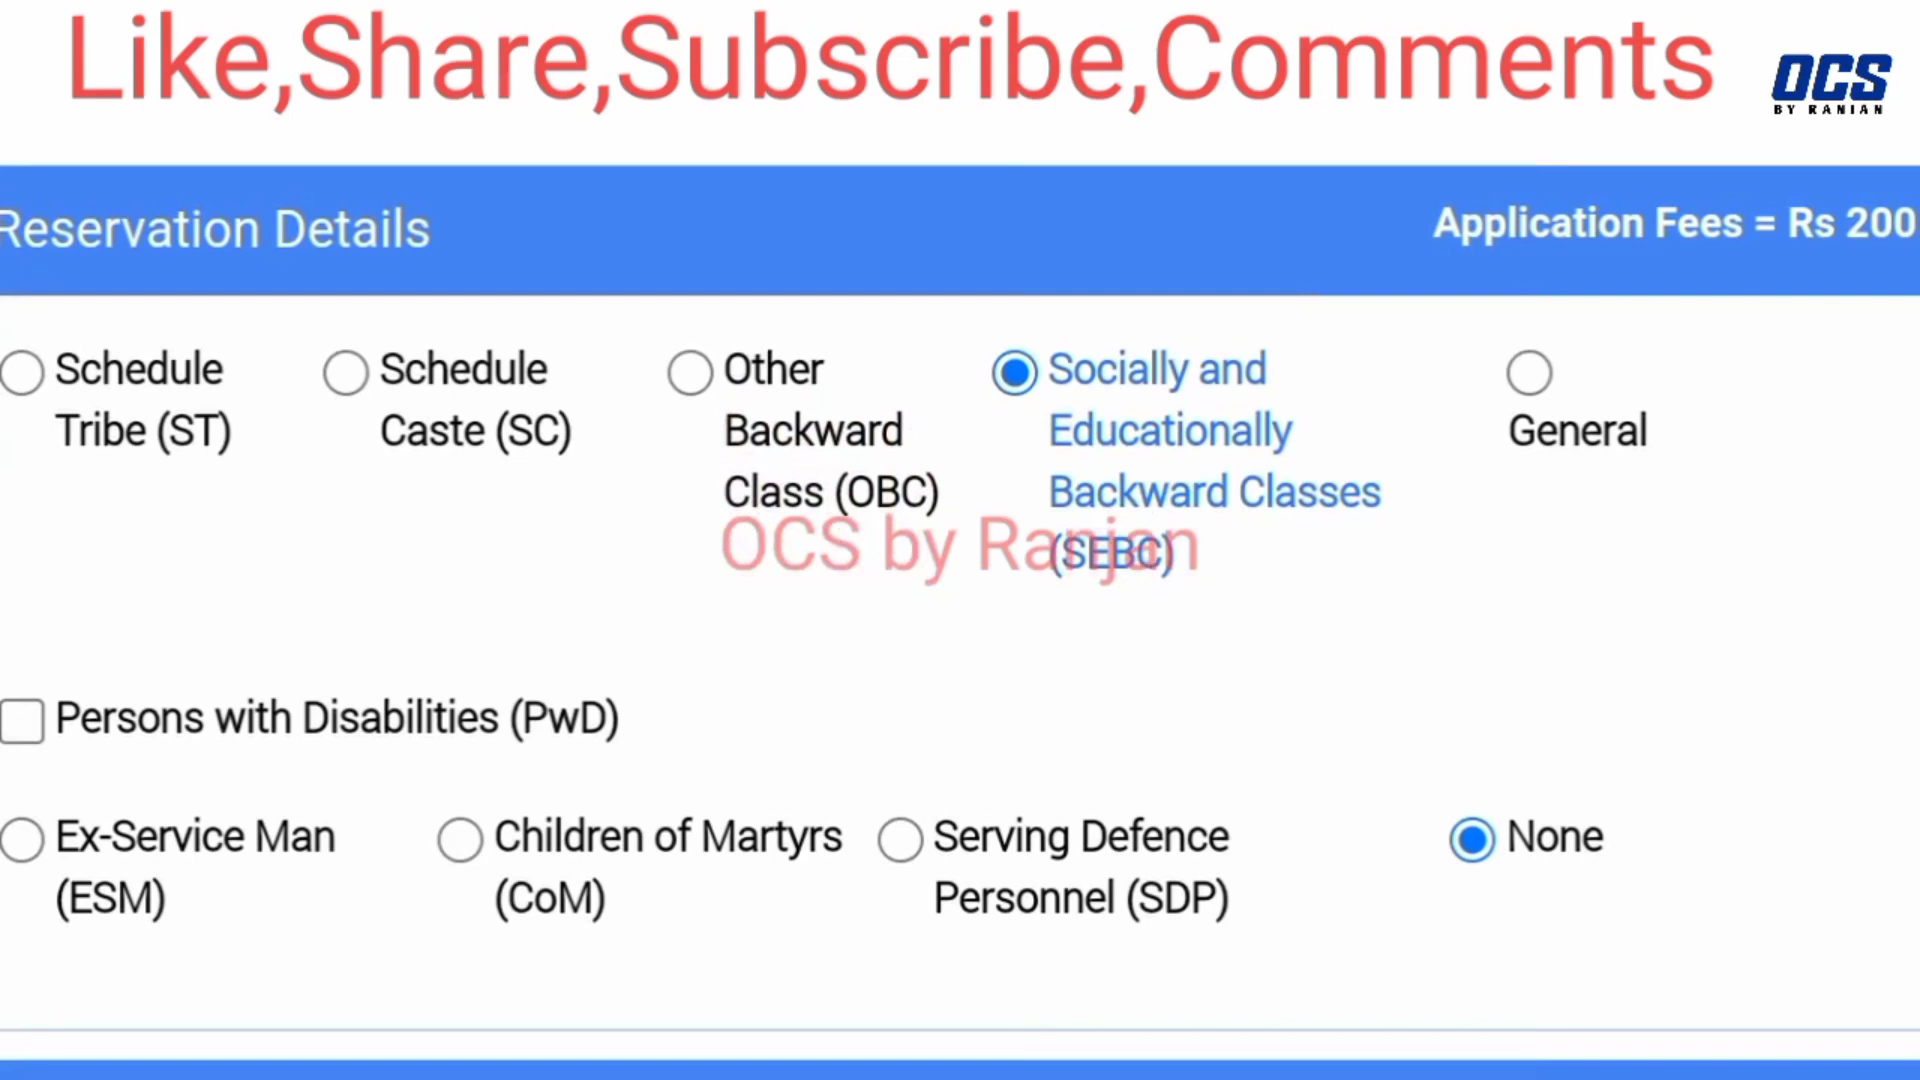 Like,Share,Subscribe,Comments
OCS
BY RANJAN
Reservation Details
Application Fees = Rs 200
Schedule Tribe (ST)
Schedule Caste (SC)
Other Backward Class (OBC)
Socially and Educationally Backward Classes (SEBC)
General
OCS by Ranjan
Persons with Disabilities (PwD)
Ex-Service Man (ESM)
Children of Martyrs (CoM)
Serving Defence Personnel (SDP)
None